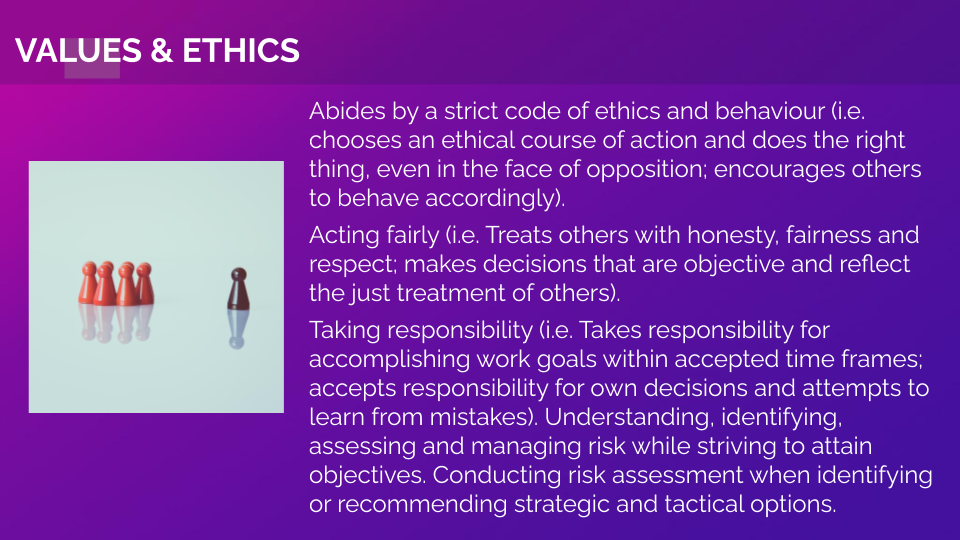 VALUES & ETHICS
Abides by a strict code of ethics and behaviour (i.e.
chooses an ethical course of action and does the right
thing, even in the face of opposition; encourages others
to behave accordingly).
Acting fairly (i.e. Treats others with honesty, fairness and
respect; makes decisions that are objective and reflect
the just treatment of others).
Taking responsibility (i.e. Takes responsibility for
accomplishing work goals within accepted time frames;
accepts responsibility for own decisions and attempts to
learn from mistakes). Understanding, identifying,
assessing and managing risk while striving to attain
objectives. Conducting risk assessment when identifying
or recommending strategic and tactical options.